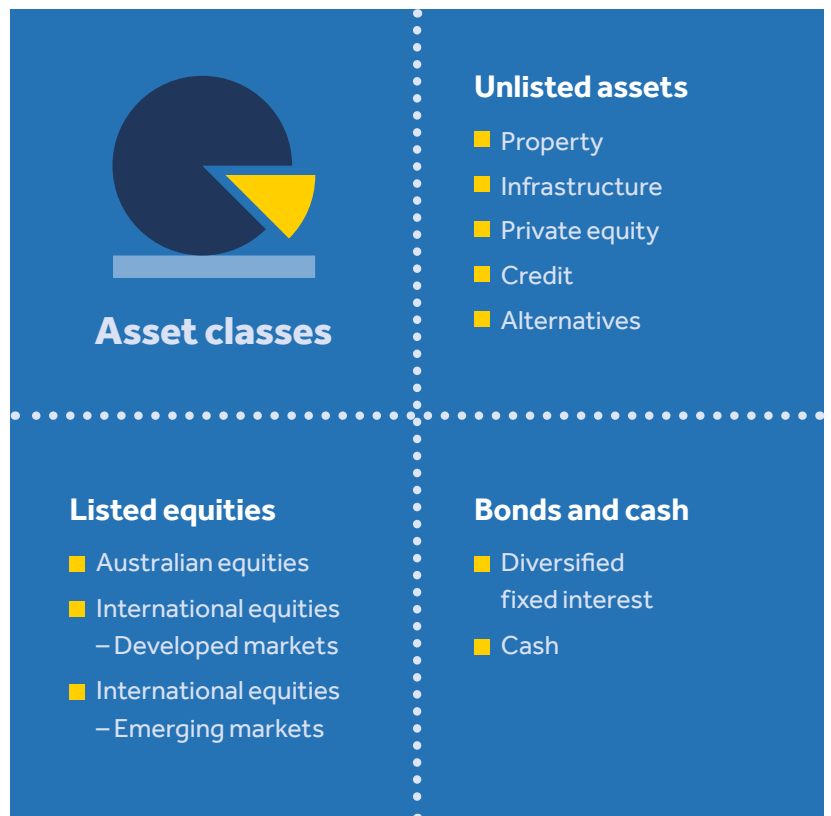 Asset classes
Unlisted assets
Property
Infrastructure
Private equity
Credit
Alternatives
Listed equities
Australian equities
International equities
– Developed markets
International equities
– Emerging markets
Bonds and cash
Diversified
fixed interest
Cash